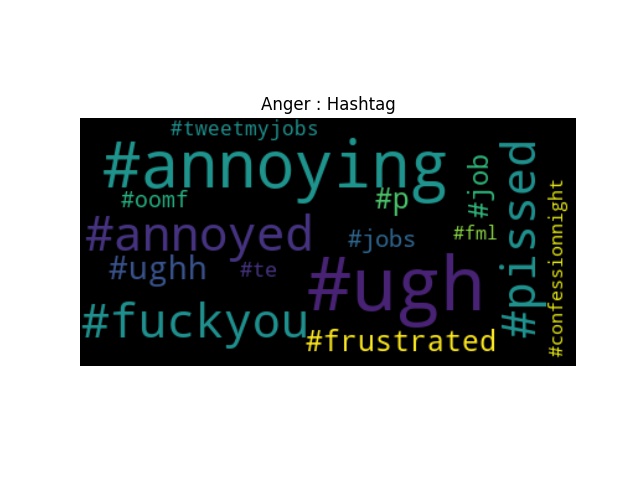 Anger : Hashtag
#tweetmyjobs
#annoying
#oomf
#p
#job
#pissed
#annoyed
#jobs
#fml
#confessionnight
#ughh
#te
#ugh
#fuckyou
#frustrated